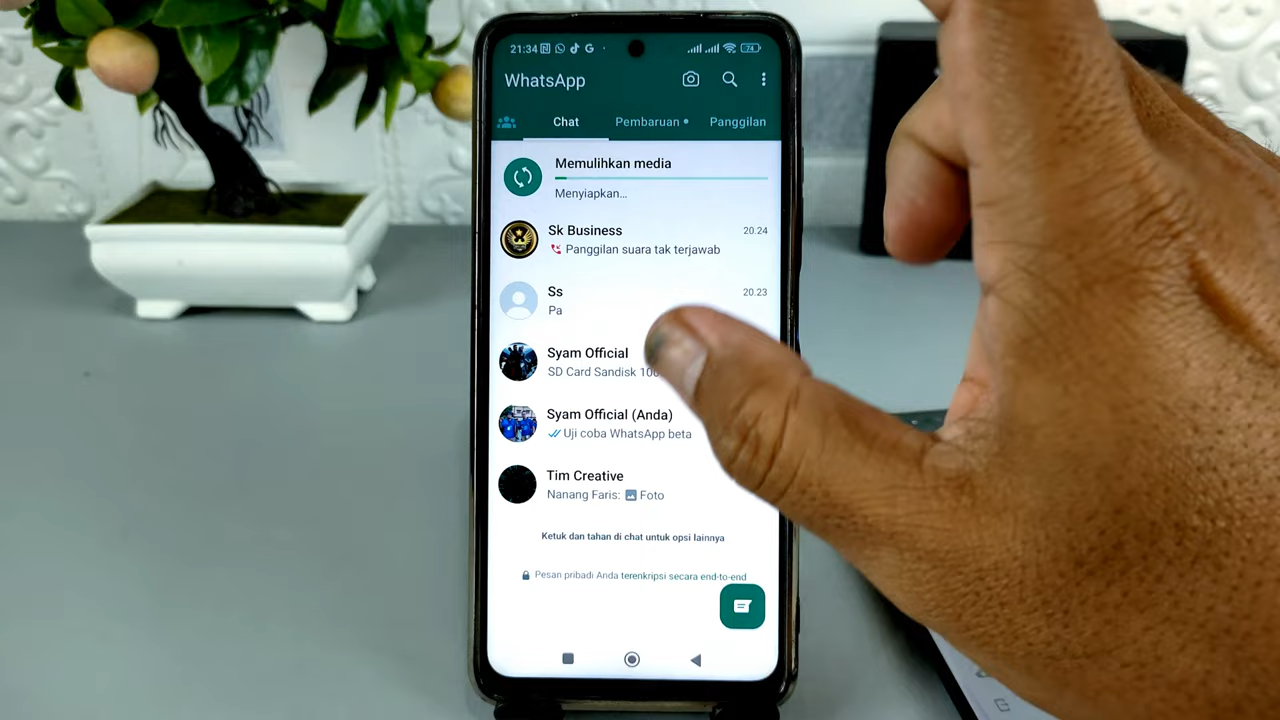 21:34
74
WhatsApp
Chat Pembaruan Panggilan
Memulihkan media
Menyiapkan...
Sk Business 20.24
Panggilan suara tak terjawab
Ss 20.23
Pa
Syam Official
SD Card Sandisk
Syam Official (Anda)
Uji coba WhatsApp beta
Tim Creative
Nanang Faris: Foto
Ketuk dan tahan di chat untuk opsi lainnya
Pesan pribadi Anda terenkripsi secara end-to-end